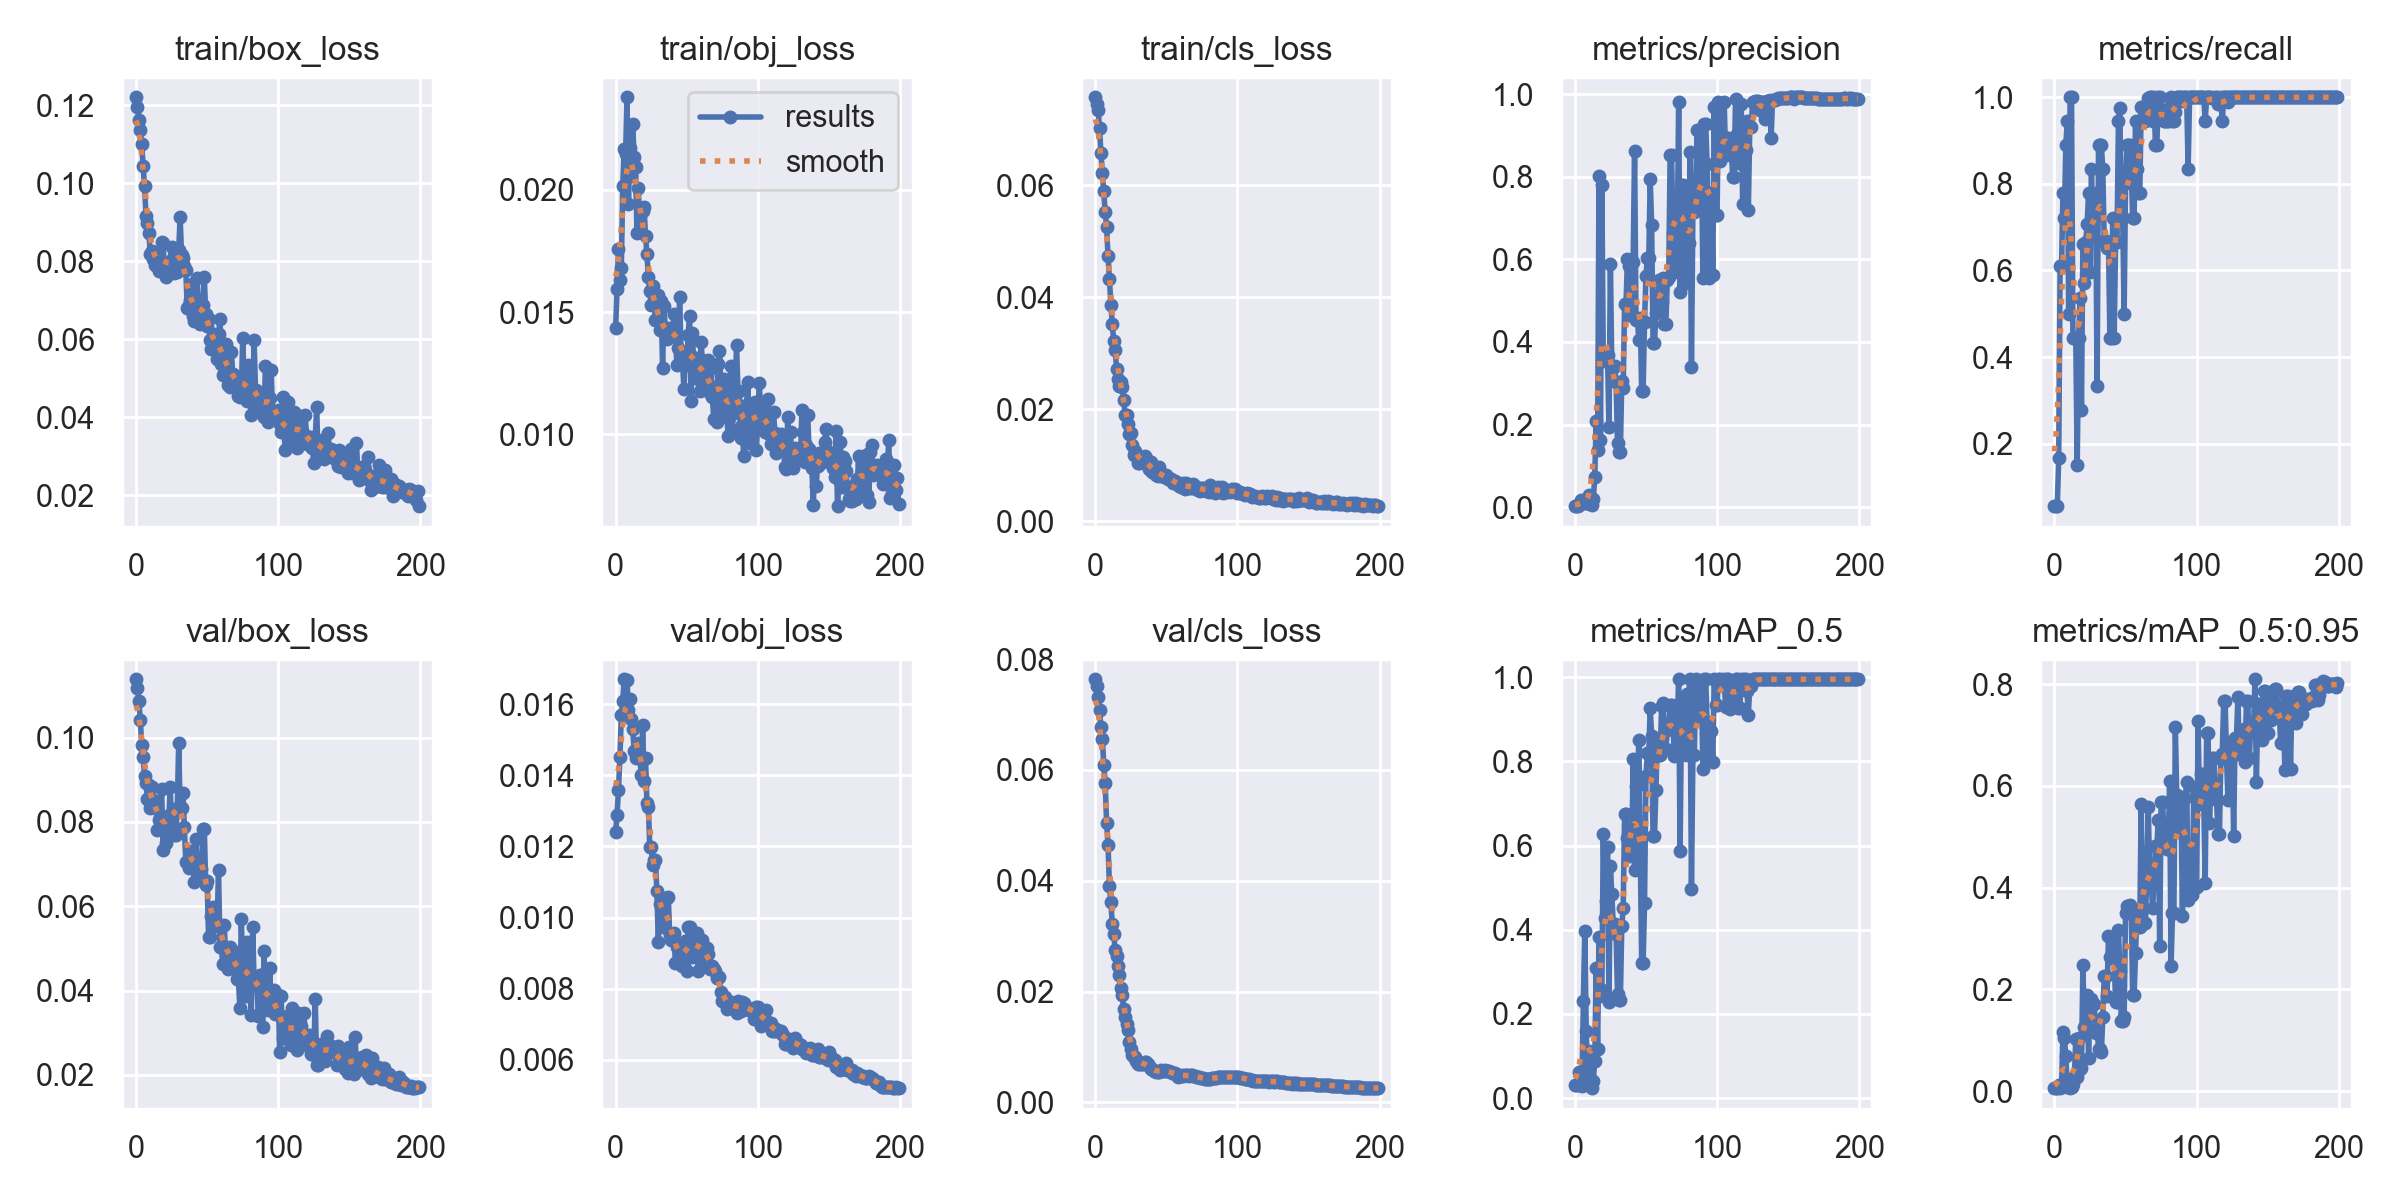 train/box_loss
0.12
0.10
0.08
0.06
0.04
0.02
0 100 200
train/obj_loss
results
smooth
0.020
0.015
0.010
0 100 200
train/cls_loss
0.06
0.04
0.02
0.00
0 100 200
metrics/precision
1.0
0.8
0.6
0.4
0.2
0.0
0 100 200
metrics/recall
1.0
0.8
0.6
0.4
0.2
0 100 200
val/box_loss
0.10
0.08
0.06
0.04
0.02
0 100 200
val/obj_loss
0.016
0.014
0.012
0.010
0.008
0.006
0 100 200
val/cls_loss
0.08
0.06
0.04
0.02
0.00
0 100 200
metrics/mAP_0.5
1.0
0.8
0.6
0.4
0.2
0.0
0 100 200
metrics/mAP_0.5:0.95
0.8
0.6
0.4
0.2
0.0
0 100 200